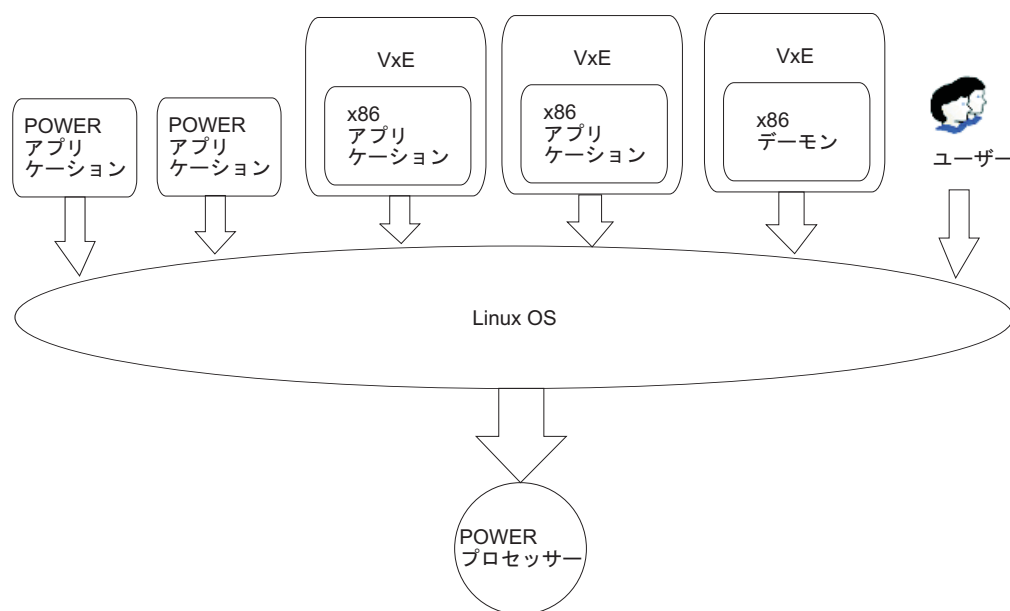 VxE
VxE
VxE
POWER
アプリ
ケーション
POWER
アプリ
ケーション
x86
アプリ
ケーション
x86
アプリ
ケーション
x86
デーモン
ユーザー
Linux OS
POWER
プロセッサー